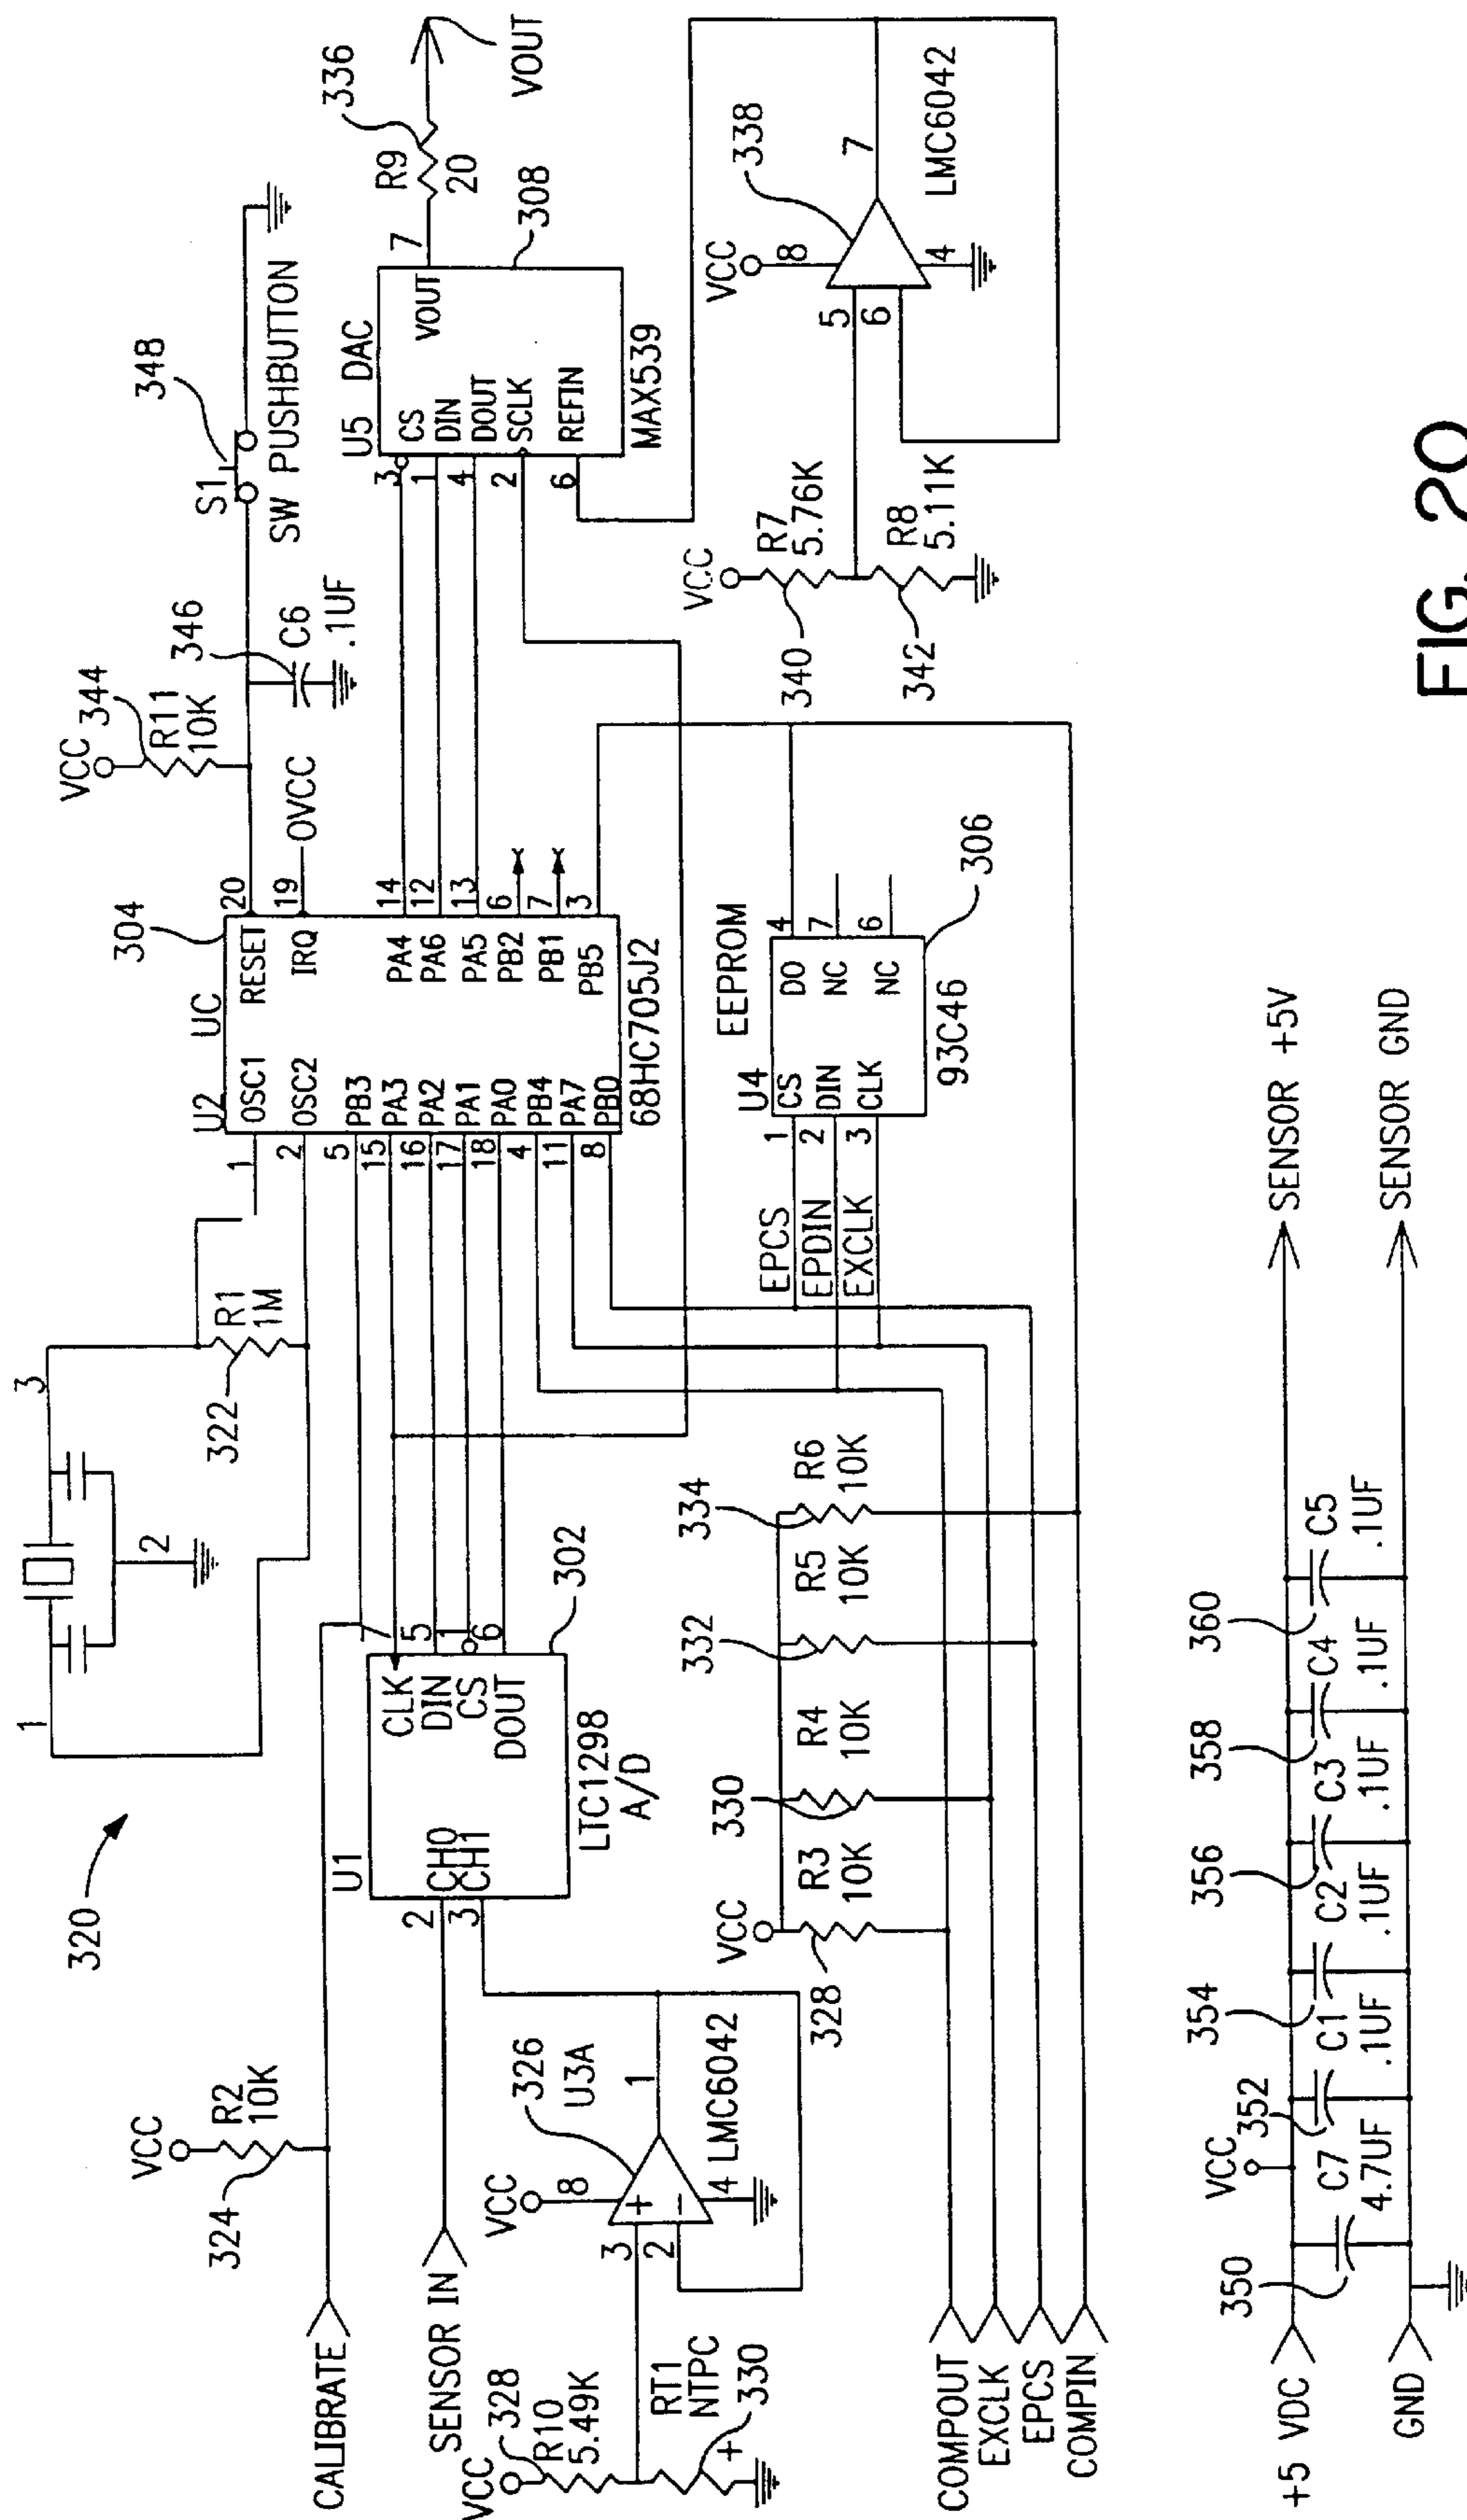 320
1
2
3
322
R1
1M
VCC
R2
10K
324
CALIBRATE
SENSOR IN
VCC
328
R10
5.49K
RT1
NTPC
+
330
VCC
8
3
2
+
−
4
1
326
U3A
LMC6042
U1
2
3
CH0
CH1
CLK
DIN
CS
DOUT
5
1
6
302
LTC1298
A/D
304
U2 UC
1
2
5
15
16
17
18
4
11
8
OSC1
OSC2
PB3
PA3
PA2
PA1
PA0
PB4
PA7
PB0
RESET
IRQ
PA4
PA6
PA5
PB2
PB1
PB5
20
19
14
12
13
6
7
3
68HC705J2
OVCC
VCC
344
R11
10K
346
C6
.1UF
348
S1
SW PUSHBUTTON
U5 DAC
3
1
4
2
6
CS
DIN
DOUT
SCLK
REFIN
VOUT
7
MAX539
308
R9
20
336
VOUT
VCC
R7
5.76K
R8
5.11K
340
342
VCC
8
5
6
4
7
338
LMC6042
EEPROM
U4
EPCS
EPDIN
EXCLK
1
2
3
CS
DIN
CLK
DO
NC
NC
4
7
6
93C46
306
VCC
328
R3
10K
330
R4
10K
332
R5
10K
334
R6
10K
COMPOUT
EXCLK
EPCS
COMPIN
+5 VDC
GND
350
VCC
C7
4.7UF
352
C1
.1UF
354
C2
.1UF
356
C3
.1UF
358
C4
.1UF
360
C5
.1UF
SENSOR +5V
SENSOR GND
FIG. 20